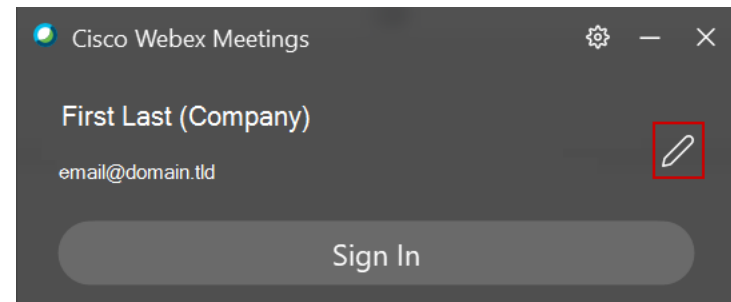 Cisco Webex Meetings
First Last (Company)
email@domain.tld
Sign In